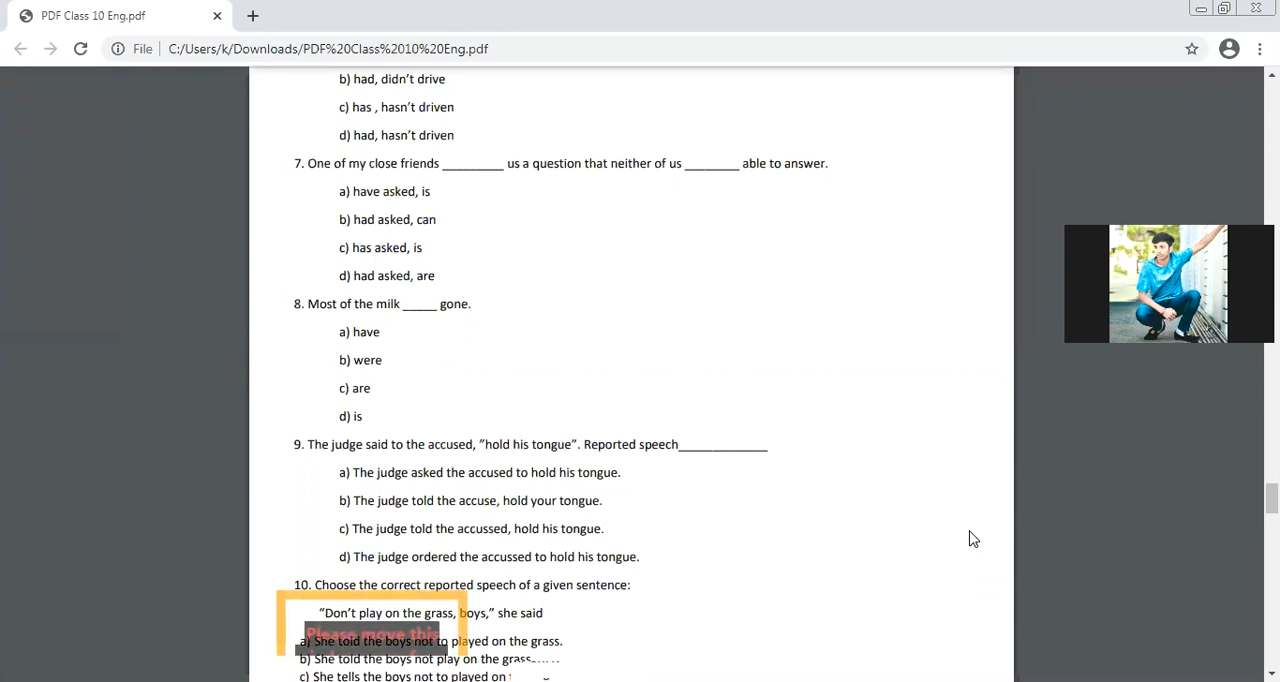 PDF Class 10 Eng.pdf
File C:/Users/k/Downloads/PDF%20Class%2010%20Eng.pdf
b) had, didn’t drive
c) has , hasn’t driven
d) had, hasn’t driven
7. One of my close friends _________ us a question that neither of us ________ able to answer.
a) have asked, is
b) had asked, can
c) has asked, is
d) had asked, are
8. Most of the milk _____ gone.
a) have
b) were
c) are
d) is
9. The judge said to the accused, ”hold his tongue”. Reported speech_____________
a) The judge asked the accused to hold his tongue.
b) The judge told the accuse, hold your tongue.
c) The judge told the accussed, hold his tongue.
d) The judge ordered the accussed to hold his tongue.
10. Choose the correct reported speech of a given sentence:
“Don’t play on the grass, boys,” she said
Please move this
a) She told the boys not to played on the grass.
b) She told the boys not play on the grass
c) She tells the boys not to played on